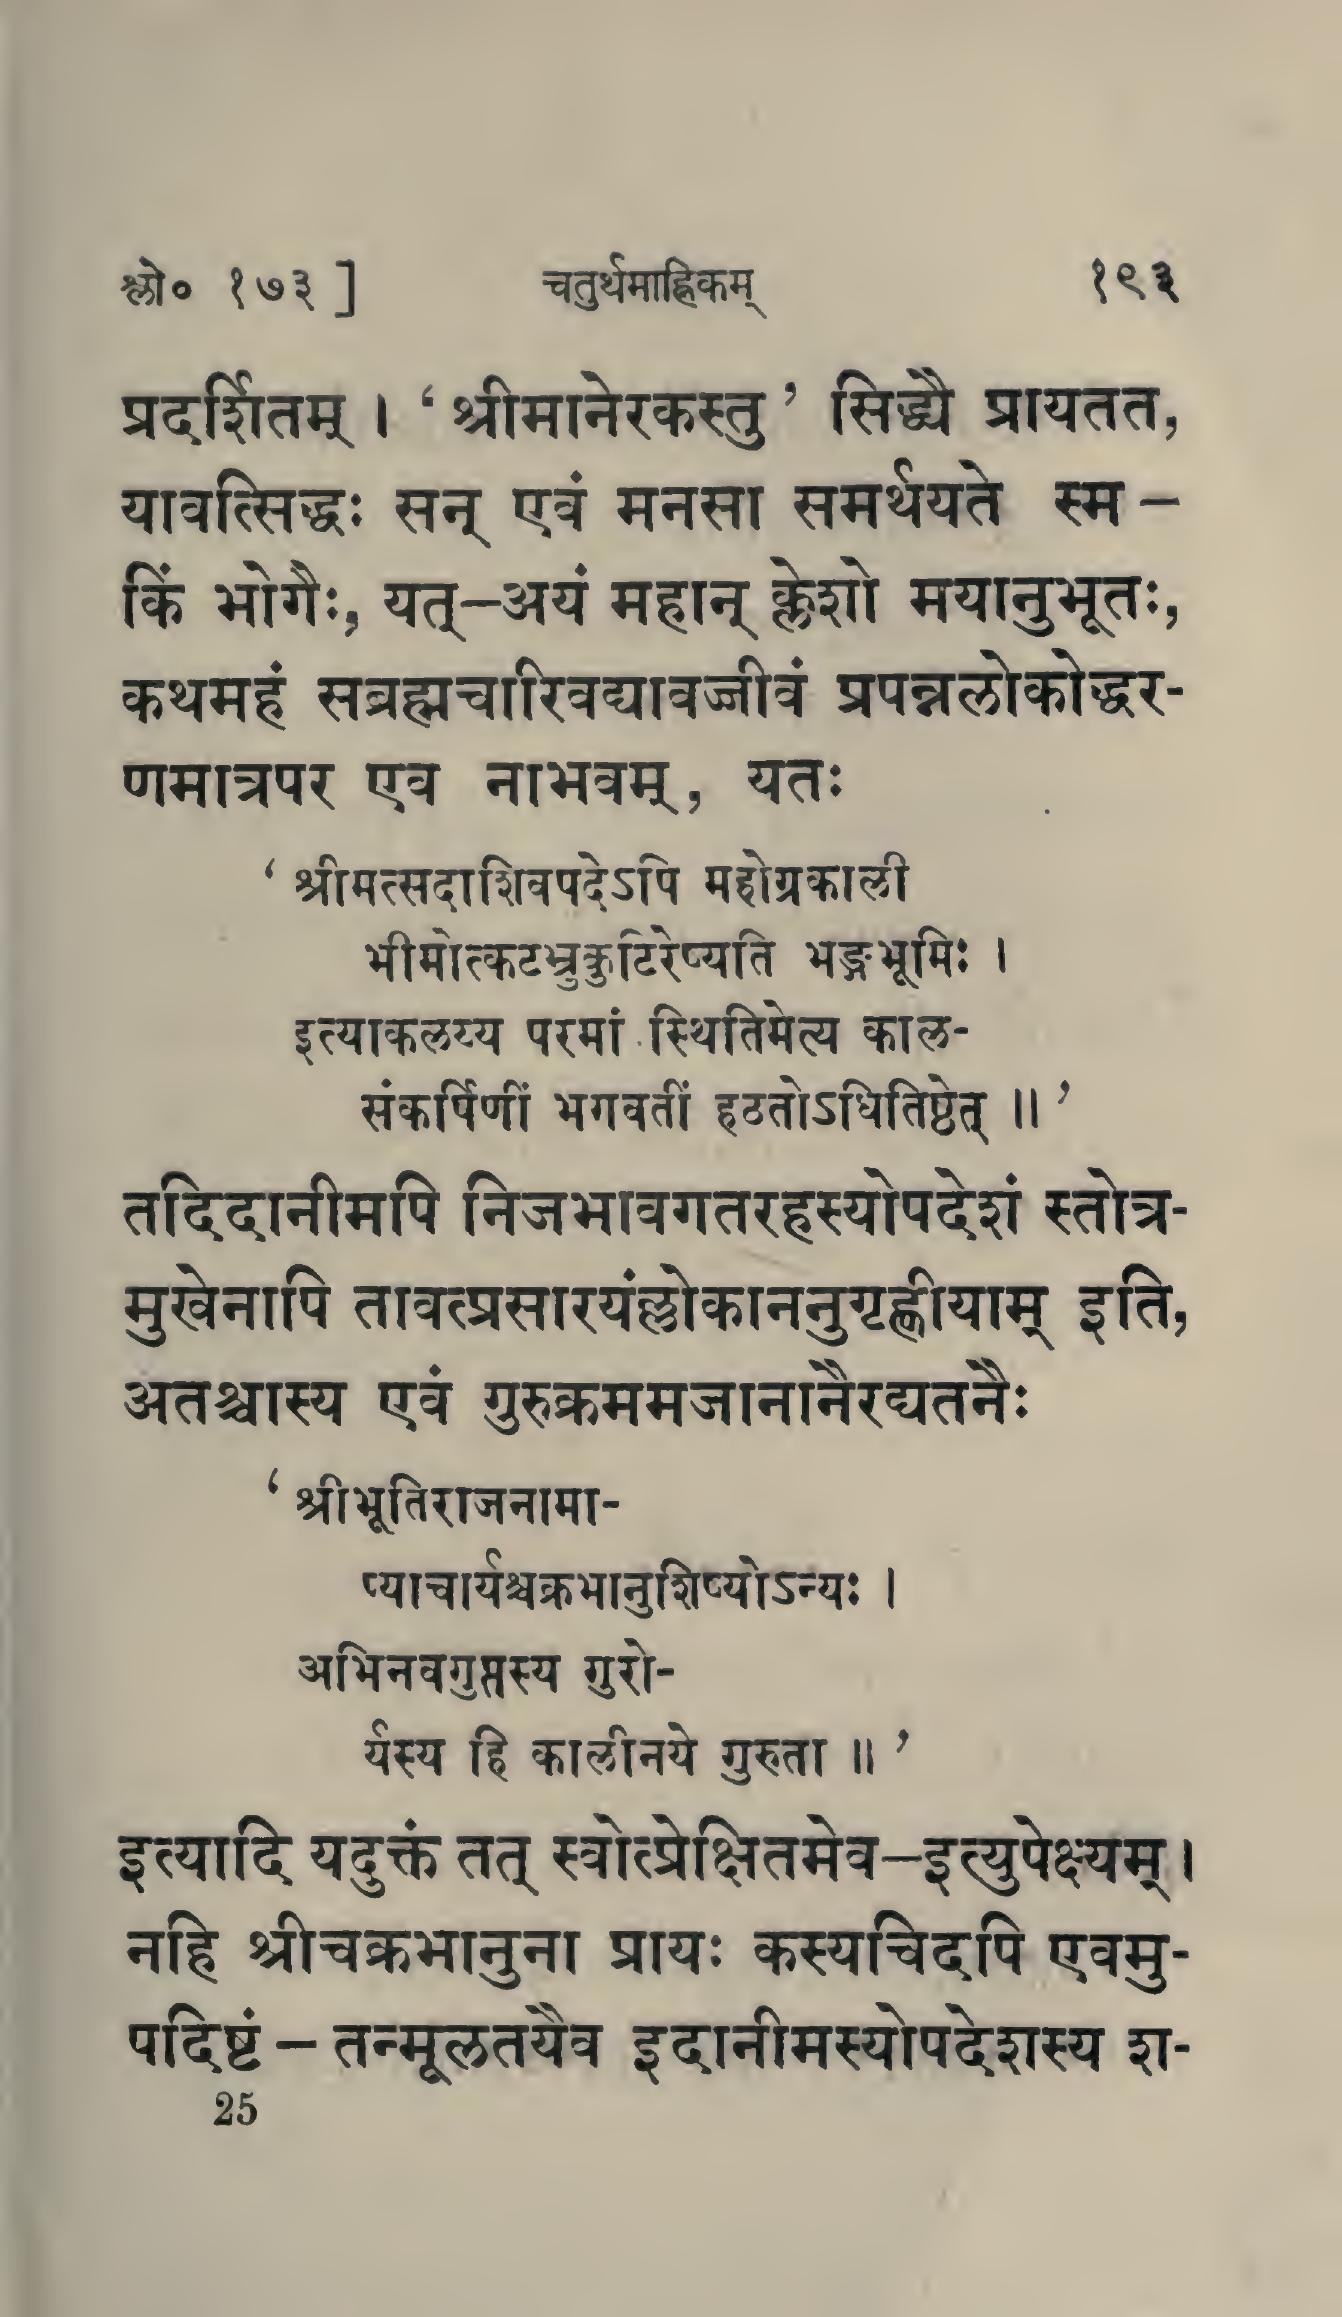 श्लो० १७३ ] चतुर्थमाह्निकम् १९३
प्रदर्शितम् । ‘ श्रीमानेरकस्तु ’ सिद्ध्यै प्रायतत,
यावत्सिद्धः सन् एवं मनसा समर्थयते स्म –
किं भोगैः, यत्–अयं महान् क्लेशो मयानुभूतः,
कथमहं सब्रह्मचारिवद्यावज्जीवं प्रपन्नलोकोद्धर-
णमात्रपर एव नाभवम्, यतः
‘ श्रीमत्सदाशिवपदेऽपि महोग्रकाली
भीमोत्कटभ्रुकुटिरेष्यति भङ्गभूमिः ।
इत्याकलय्य परमां स्थितिमेत्य काल-
संकर्षिणीं भगवतीं हठतोऽधितिष्ठेत् ॥ ’
तदिदानीमपि निजभावगतरहस्योपदेशं स्तोत्र-
मुखेनापि तावत्प्रसारयंल्लोकाननुगृह्णीयाम् इति,
अतश्चास्य एवं गुरुक्रममजानानैरद्यतनैः
‘ श्रीभूतिराजनामा-
प्याचार्यश्चक्रभानुशिष्योऽन्यः ।
अभिनवगुप्तस्य गुरो-
र्यस्य हि कालीनये गुरुता ॥ ’
इत्यादि यदुक्तं तत् स्वोत्प्रेक्षितमेव–इत्युपेक्ष्यम् ।
नहि श्रीचक्रभानुना प्रायः कस्यचिदपि एवमु-
पदिष्टं – तन्मूलतयैव इदानीमस्योपदेशस्य श-
25